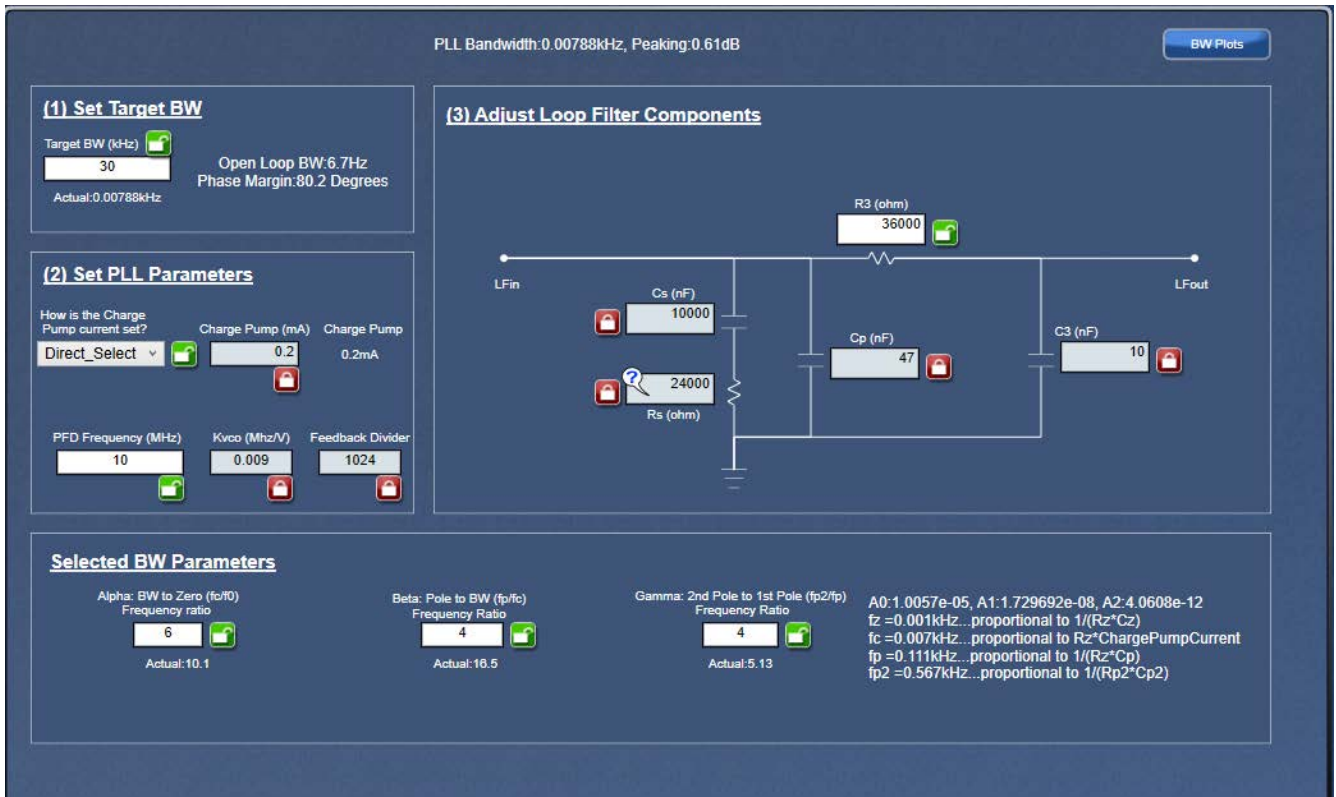 PLL Bandwidth:0.00788kHz, Peaking:0.61dB
BW Plots
(1) Set Target BW
Target BW (kHz)
30
Actual:0.00788kHz
Open Loop BW:6.7Hz
Phase Margin:80.2 Degrees
(2) Set PLL Parameters
How is the Charge
Pump current set?
Direct_Select
Charge Pump (mA)
0.2
Charge Pump
0.2mA
PFD Frequency (MHz)
10
Kvco (Mhz/V)
0.009
Feedback Divider
1024
(3) Adjust Loop Filter Components
R3 (ohm)
36000
LFin
LFout
Cs (nF)
10000
?
24000
Rs (ohm)
Cp (nF)
47
C3 (nF)
10
Selected BW Parameters
Alpha: BW to Zero (fc/f0)
Frequency ratio
6
Actual:10.1
Beta: Pole to BW (fp/fc)
Frequency Ratio
4
Actual:16.5
Gamma: 2nd Pole to 1st Pole (fp2/fp)
Frequency Ratio
4
Actual:5.13
A0:1.0057e-05, A1:1.729692e-08, A2:4.0608e-12
fz =0.001kHz...proportional to 1/(Rz*Cz)
fc =0.007kHz...proportional to Rz*ChargePumpCurrent
fp =0.111kHz...proportional to 1/(Rz*Cp)
fp2 =0.567kHz...proportional to 1/(Rp2*Cp2)